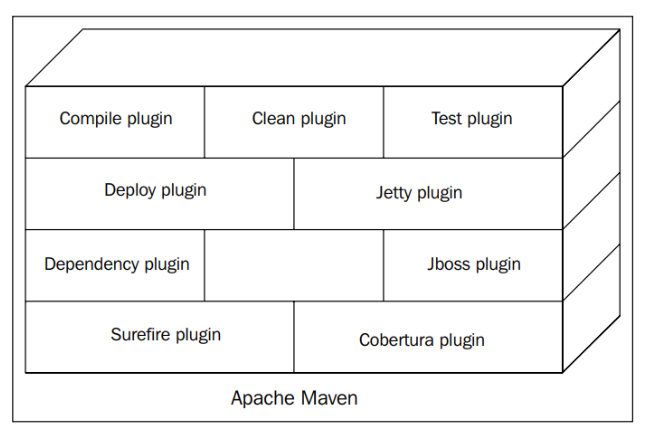 Compile plugin
Clean plugin
Test plugin
Deploy plugin
Jetty plugin
Dependency plugin
Jboss plugin
Surefire plugin
Cobertura plugin
Apache Maven